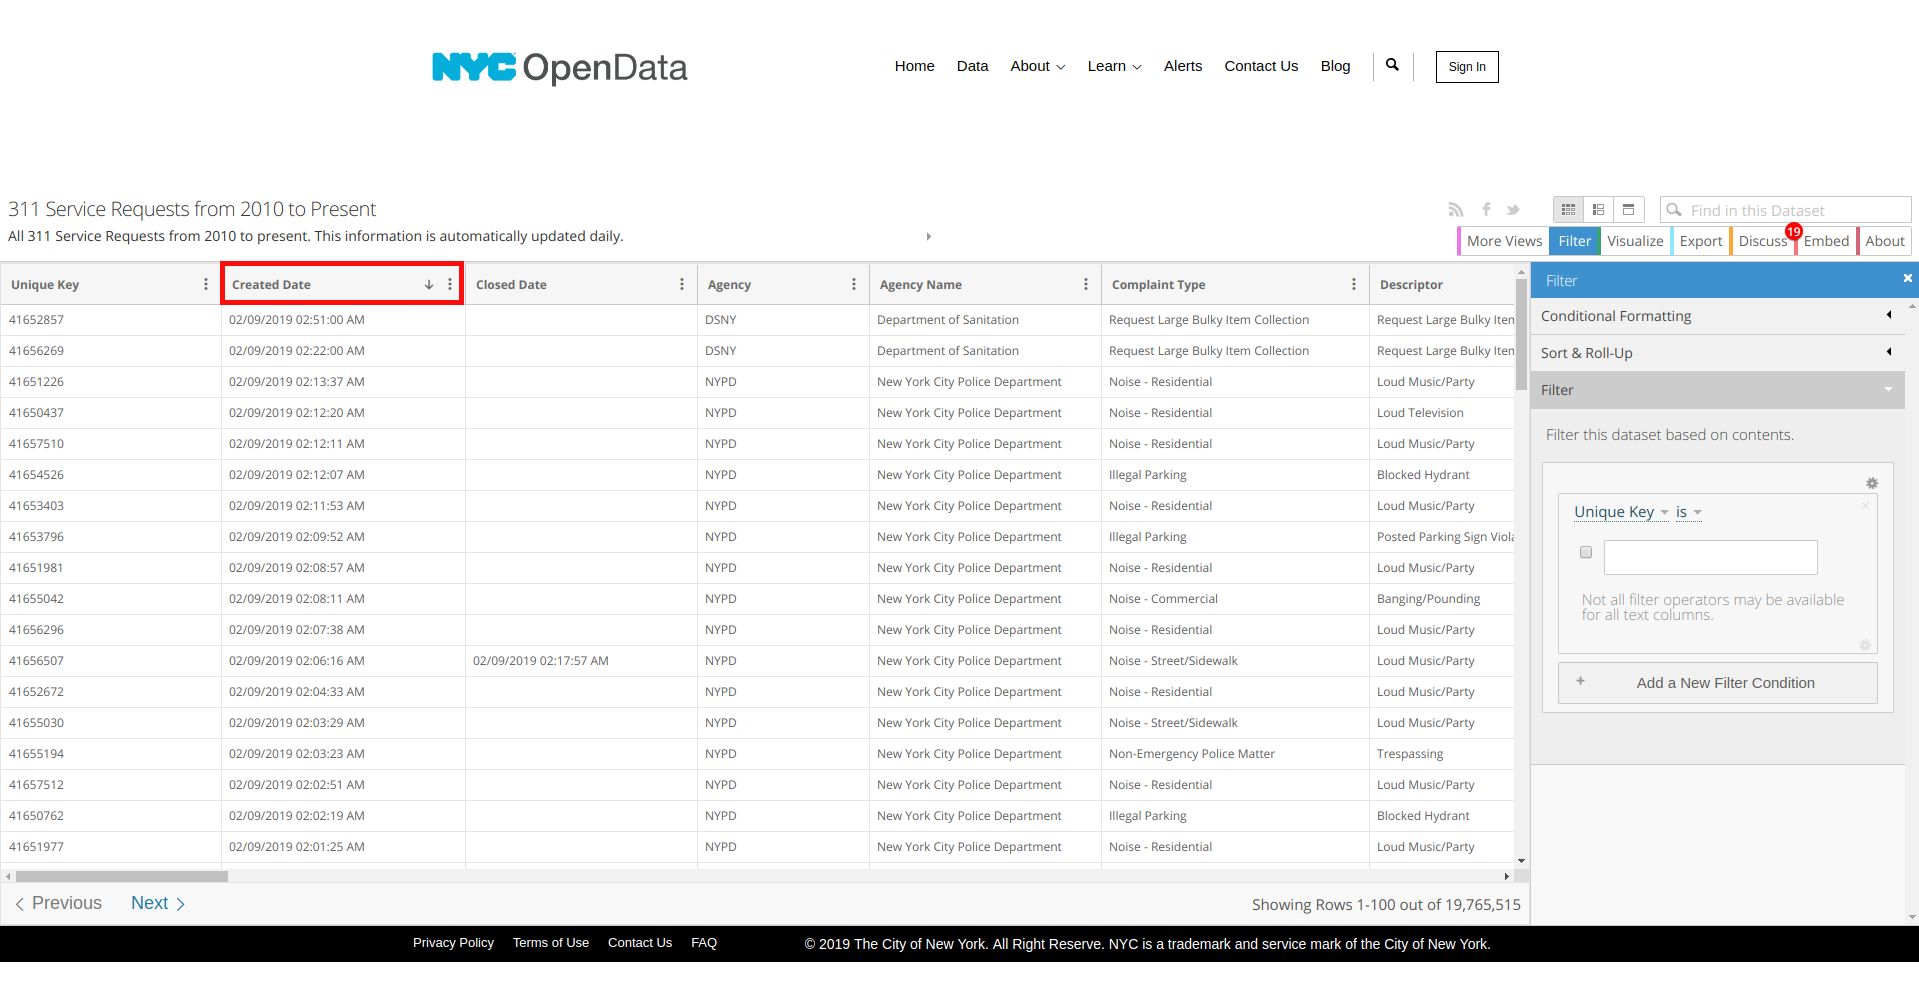 NYC OpenData
Home Data About Learn Alerts Contact Us Blog Sign In
311 Service Requests from 2010 to Present
All 311 Service Requests from 2010 to present. This information is automatically updated daily.
Find in this Dataset
More Views Filter Visualize Export Discuss 19 Embed About
Unique Key Created Date Closed Date Agency Agency Name Complaint Type Descriptor
41652857 02/09/2019 02:51:00 AM DSNY Department of Sanitation Request Large Bulky Item Collection Request Large Bulky Iten
41656269 02/09/2019 02:22:00 AM DSNY Department of Sanitation Request Large Bulky Item Collection Request Large Bulky Iten
41651226 02/09/2019 02:13:37 AM NYPD New York City Police Department Noise - Residential Loud Music/Party
41650437 02/09/2019 02:12:20 AM NYPD New York City Police Department Noise - Residential Loud Television
41657510 02/09/2019 02:12:11 AM NYPD New York City Police Department Noise - Residential Loud Music/Party
41654526 02/09/2019 02:12:07 AM NYPD New York City Police Department Illegal Parking Blocked Hydrant
41653403 02/09/2019 02:11:53 AM NYPD New York City Police Department Noise - Residential Loud Music/Party
41653796 02/09/2019 02:09:52 AM NYPD New York City Police Department Illegal Parking Posted Parking Sign Viola
41651981 02/09/2019 02:08:57 AM NYPD New York City Police Department Noise - Residential Loud Music/Party
41655042 02/09/2019 02:08:11 AM NYPD New York City Police Department Noise - Commercial Banging/Pounding
41656296 02/09/2019 02:07:38 AM NYPD New York City Police Department Noise - Residential Loud Music/Party
41656507 02/09/2019 02:06:16 AM 02/09/2019 02:17:57 AM NYPD New York City Police Department Noise - Street/Sidewalk Loud Music/Party
41652672 02/09/2019 02:04:33 AM NYPD New York City Police Department Noise - Residential Loud Music/Party
41655030 02/09/2019 02:03:29 AM NYPD New York City Police Department Noise - Street/Sidewalk Loud Music/Party
41655194 02/09/2019 02:03:23 AM NYPD New York City Police Department Non-Emergency Police Matter Trespassing
41657512 02/09/2019 02:02:51 AM NYPD New York City Police Department Noise - Residential Loud Music/Party
41650762 02/09/2019 02:02:19 AM NYPD New York City Police Department Illegal Parking Blocked Hydrant
41651977 02/09/2019 02:01:25 AM NYPD New York City Police Department Noise - Residential Loud Music/Party
Previous Next Showing Rows 1-100 out of 19,765,515
Filter
Conditional Formatting
Sort & Roll-Up
Filter
Filter this dataset based on contents.
Unique Key is
Not all filter operators may be available
for all text columns.
Add a New Filter Condition
Privacy Policy Terms of Use Contact Us FAQ © 2019 The City of New York. All Right Reserve. NYC is a trademark and service mark of the City of New York.